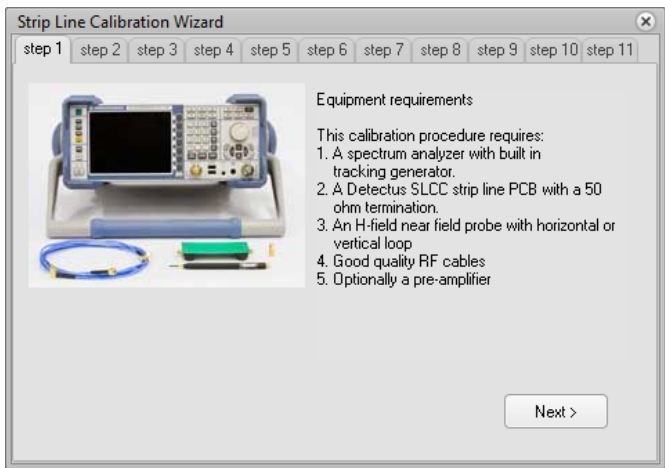 Strip Line Calibration Wizard
step 1 step 2 step 3 step 4 step 5 step 6 step 7 step 8 step 9 step 10 step 11
Equipment requirements
This calibration procedure requires:
1. A spectrum analyzer with built in
tracking generator.
2. A Detectus SLCC strip line PCB with a 50
ohm termination.
3. An H-field near field probe with horizontal or
vertical loop
4. Good quality RF cables
5. Optionally a pre-amplifier
Next >